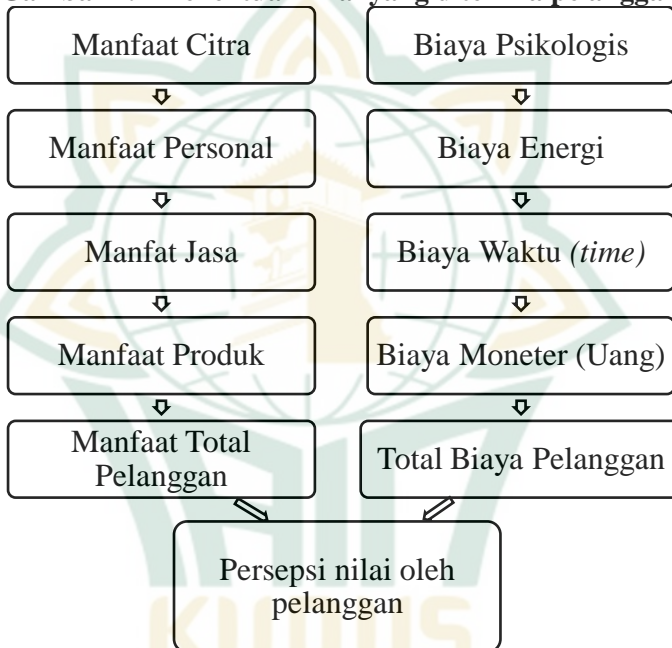 Manfaat Citra
Manfaat Personal
Manfat Jasa
Manfaat Produk
Manfaat Total
Pelanggan
Biaya Psikologis
Biaya Energi
Biaya Waktu (time)
Biaya Moneter (Uang)
Total Biaya Pelanggan
Persepsi nilai oleh
pelanggan
KUDUS